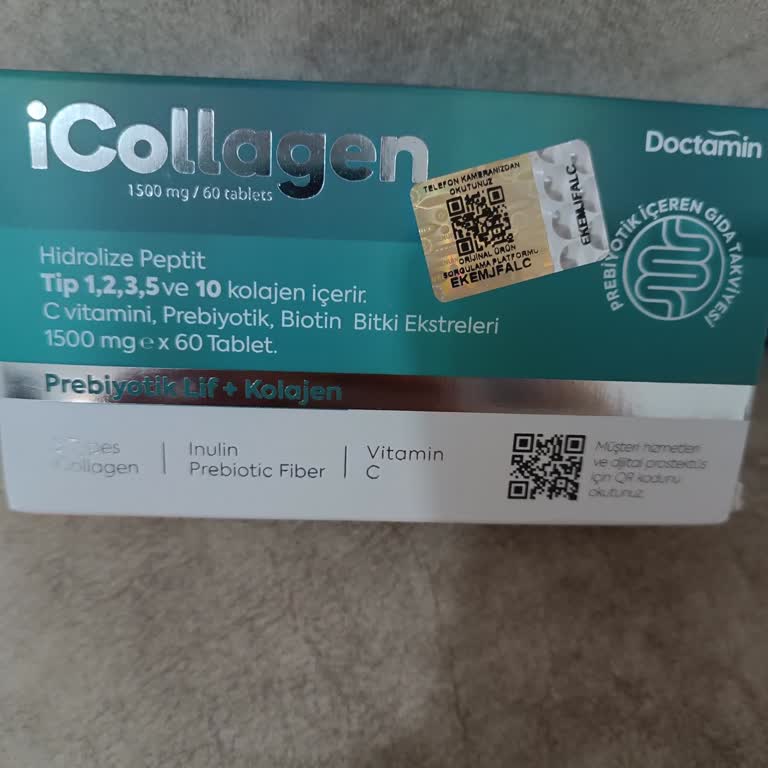 iCollagen
1500 mg / 60 tablets
Doctamin
TELEFON KAMERANIZDAN
OKUTUNUZ
ORİJİNAL ÜRÜN
SORGULAMA PLATFORMU
EKEMJFALC
EKEMJFALC
PREBİYOTİK İÇEREN GIDA TAKVİYESİ
Hidrolize Peptit
Tip 1,2,3,5 ve 10 kolajen içerir.
C vitamini, Prebiyotik, Biotin Bitki Ekstreleri
1500 mg e x 60 Tablet.
Prebiyotik Lif + Kolajen
Collagen
Inulin
Prebiotic Fiber
Vitamin
C
Müşteri hizmetleri
ve dijital prostektüs
için QR kodunu
okutunuz.